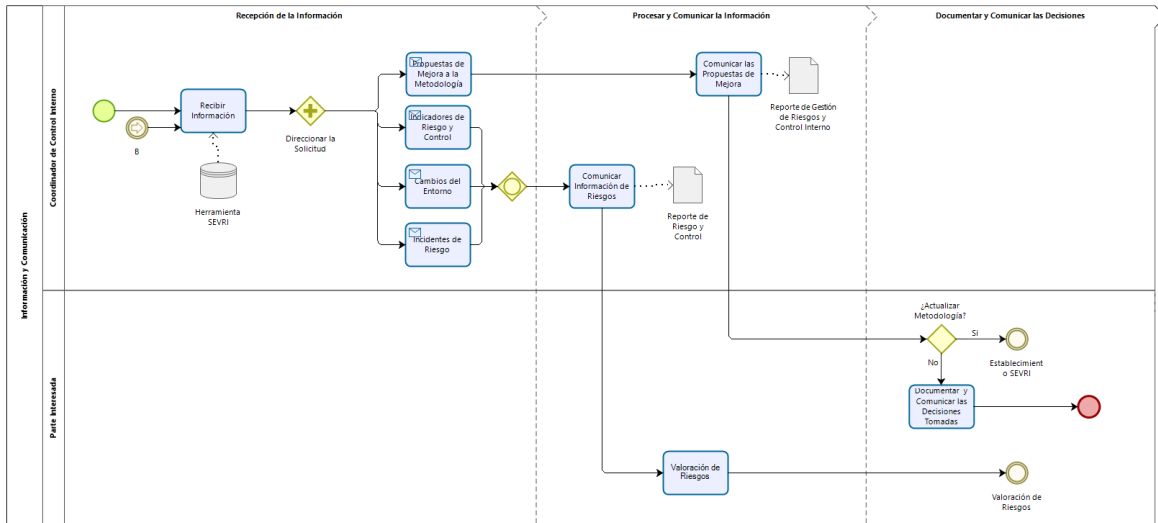 Recepción de la Información
Procesar y Comunicar la Información
Documentar y Comunicar las Decisiones
Información y Comunicación
Coordinador de Control Interno
Recibir
Información
B
Herramienta
SEVRI
Direccionar la
Solicitud
Propuestas de
Mejora a la
Metodología
Indicadores de
Riesgo y
Control
Cambios del
Entorno
Incidentes de
Riesgo
Comunicar las
Propuestas de
Mejora
Reporte de Gestión
de Riesgos y
Control Interno
Comunicar
Información de
Riesgos
Reporte de
Riesgo y
Control
Parte Interesada
¿Actualizar
Metodología?
Si
No
Establecimient
o SEVRI
Documentar y
Comunicar las
Decisiones
Tomadas
Valoración de
Riesgos
Valoración de
Riesgos